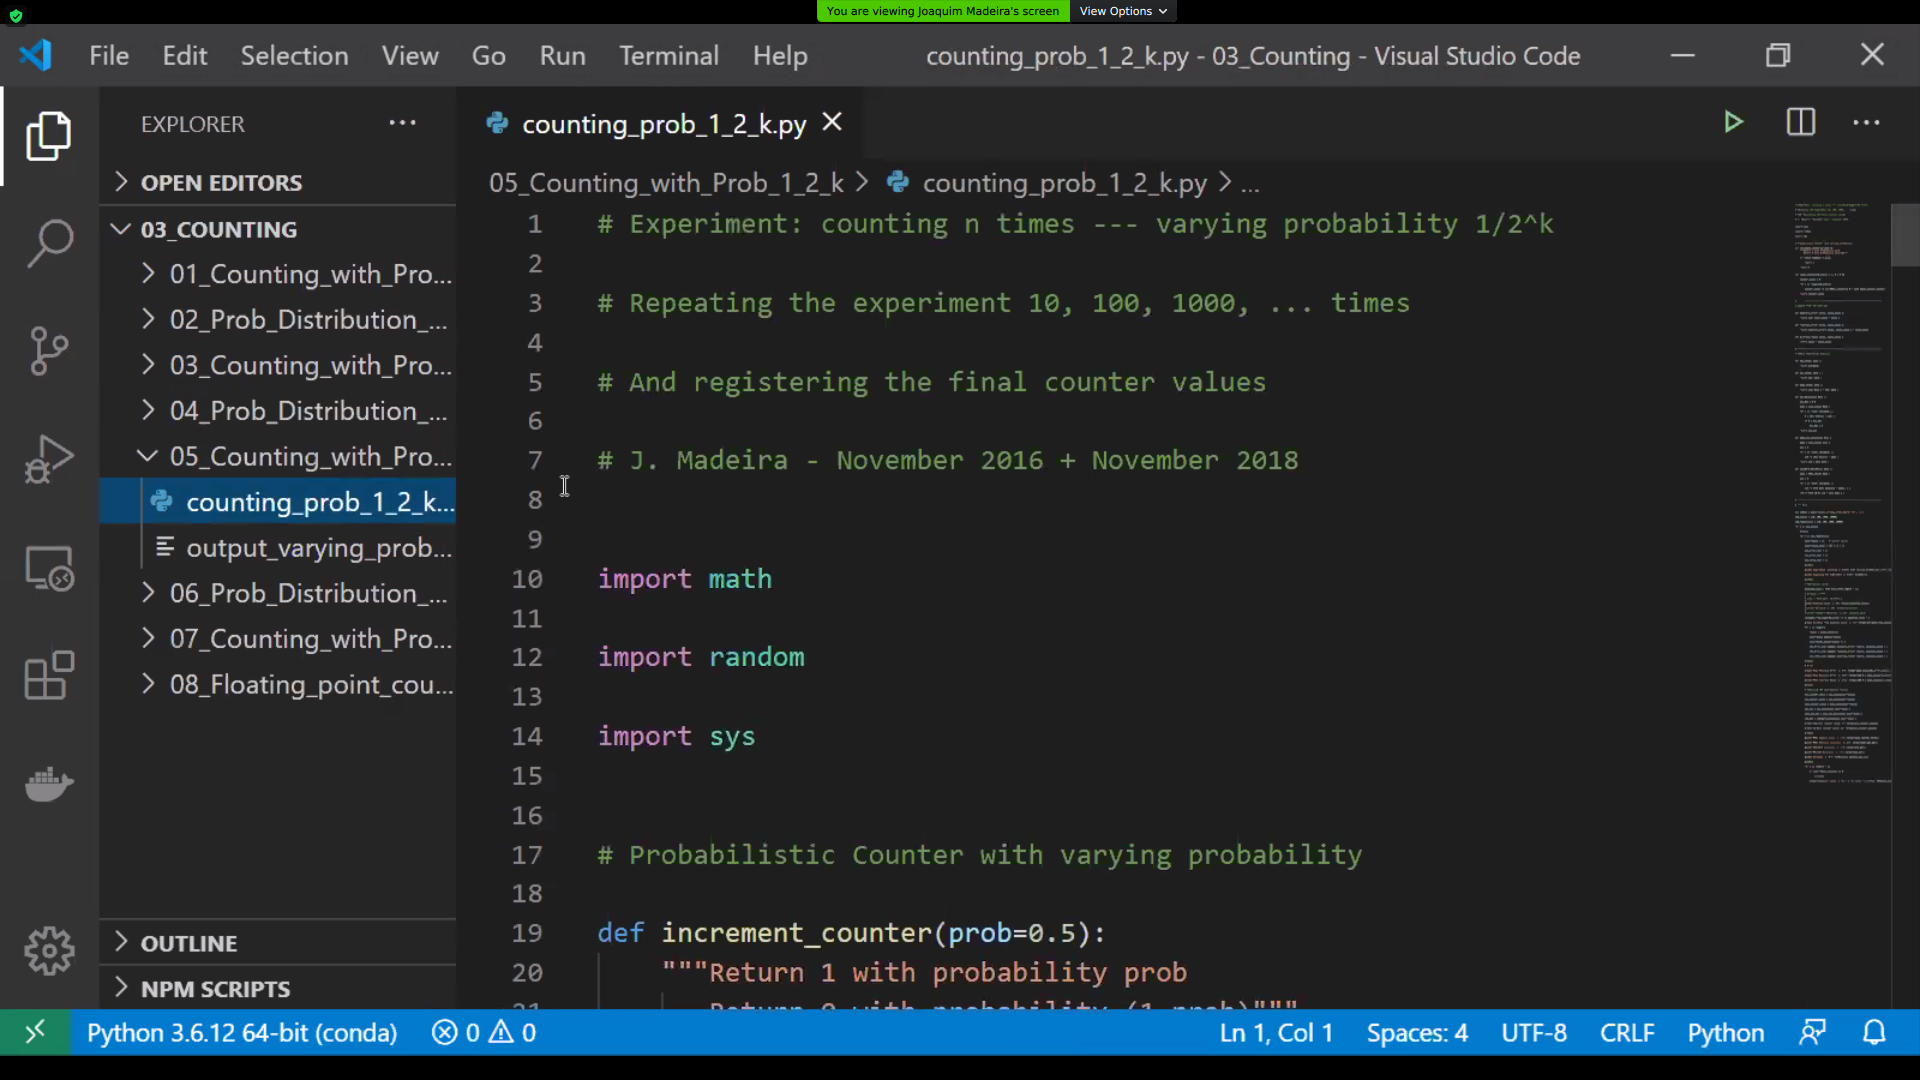 You are viewing Joaquim Madeira's screen
View Options
File Edit Selection View Go Run Terminal Help
counting_prob_1_2_k.py - 03_Counting - Visual Studio Code
EXPLORER
OPEN EDITORS
03_COUNTING
01_Counting_with_Pro...
02_Prob_Distribution_...
03_Counting_with_Pro...
04_Prob_Distribution_...
05_Counting_with_Pro...
counting_prob_1_2_k...
output_varying_prob...
06_Prob_Distribution_...
07_Counting_with_Pro...
08_Floating_point_cou...
OUTLINE
NPM SCRIPTS
counting_prob_1_2_k.py
05_Counting_with_Prob_1_2_k > counting_prob_1_2_k.py > ...
1 # Experiment: counting n times --- varying probability 1/2^k
2
3 # Repeating the experiment 10, 100, 1000, ... times
4
5 # And registering the final counter values
6
7 # J. Madeira - November 2016 + November 2018
8
9
10 import math
11
12 import random
13
14 import sys
15
16
17 # Probabilistic Counter with varying probability
18
19 def increment_counter(prob=0.5):
20 """Return 1 with probability prob
21 Return 0 with probability (1-prob)"""
Python 3.6.12 64-bit (conda) 0 0
Ln 1, Col 1 Spaces: 4 UTF-8 CRLF Python